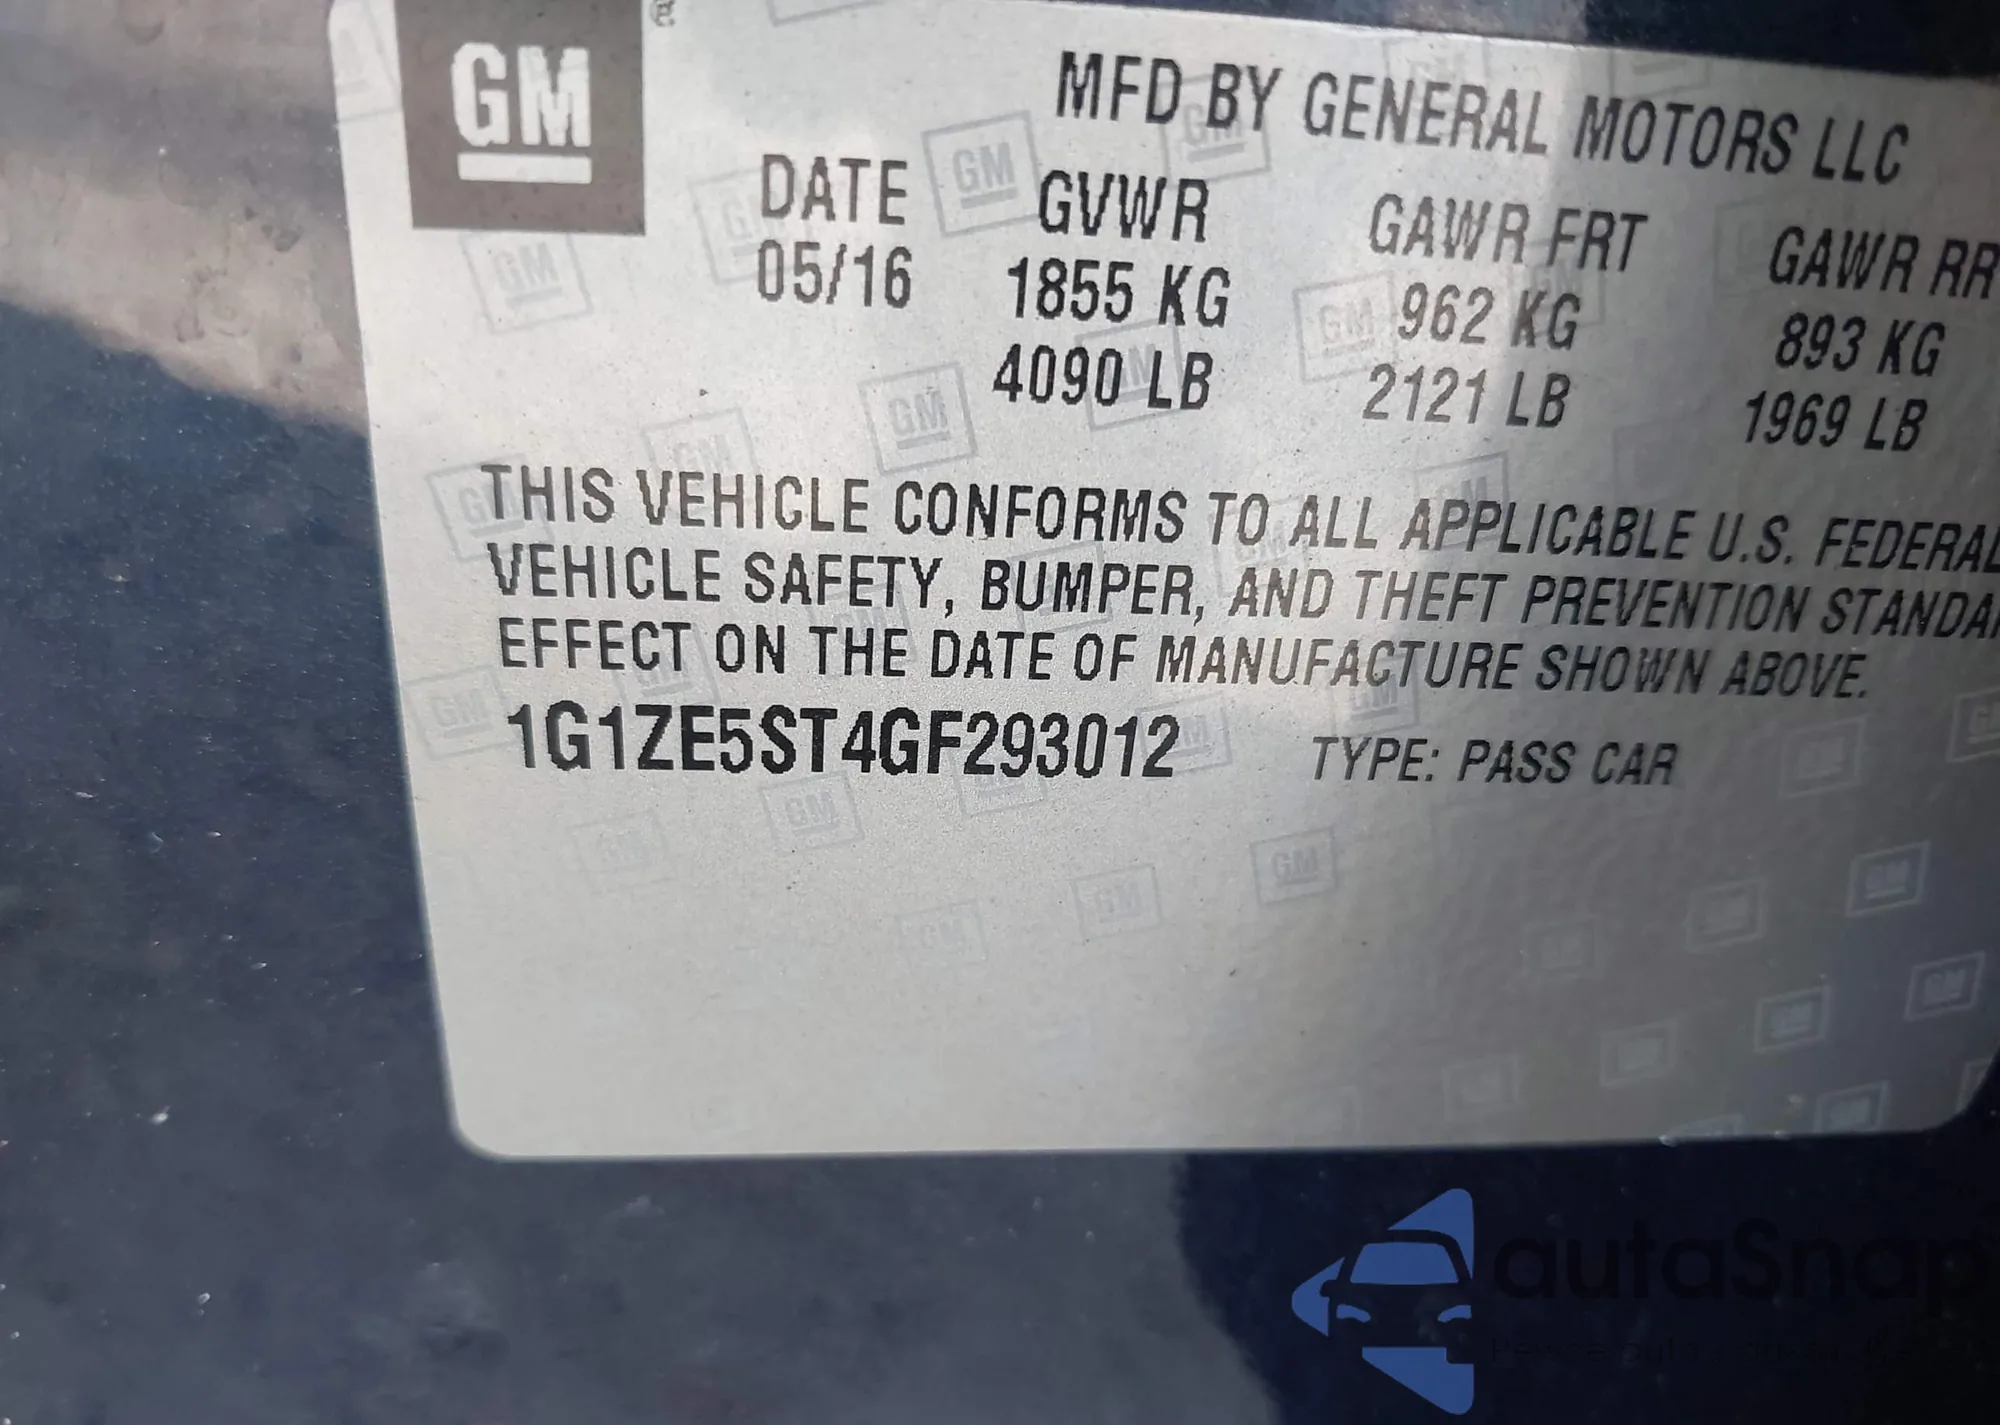 GM
MFD BY GENERAL MOTORS LLC
DATE GVWR GAWR FRT GAWR RR
05/16 1855 KG 962 KG 893 KG
4090 LB 2121 LB 1969 LB
THIS VEHICLE CONFORMS TO ALL APPLICABLE U.S. FEDERAL
VEHICLE SAFETY, BUMPER, AND THEFT PREVENTION STANDA
EFFECT ON THE DATE OF MANUFACTURE SHOWN ABOVE.
1G1ZE5ST4GF293012 TYPE: PASS CAR
autaSnap